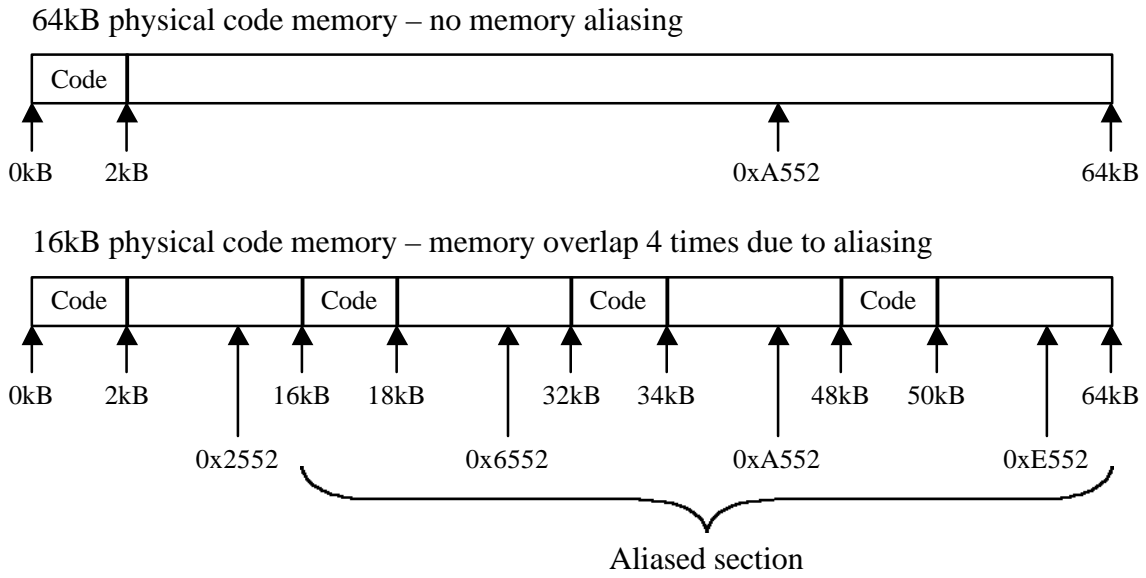 64kB physical code memory – no memory aliasing
Code
0kB 2kB 0xA552 64kB
16kB physical code memory – memory overlap 4 times due to aliasing
Code Code Code Code
0kB 2kB 16kB 18kB 32kB 34kB 48kB 50kB 64kB
0x2552 0x6552 0xA552 0xE552
Aliased section